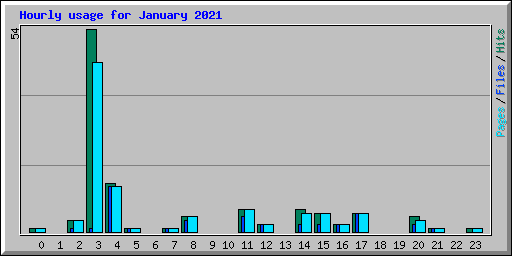 Hourly usage for January 2021
54
Pages/Files/Hits
0 1 2 3 4 5 6 7 8 9 10 11 12 13 14 15 16 17 18 19 20 21 22 23